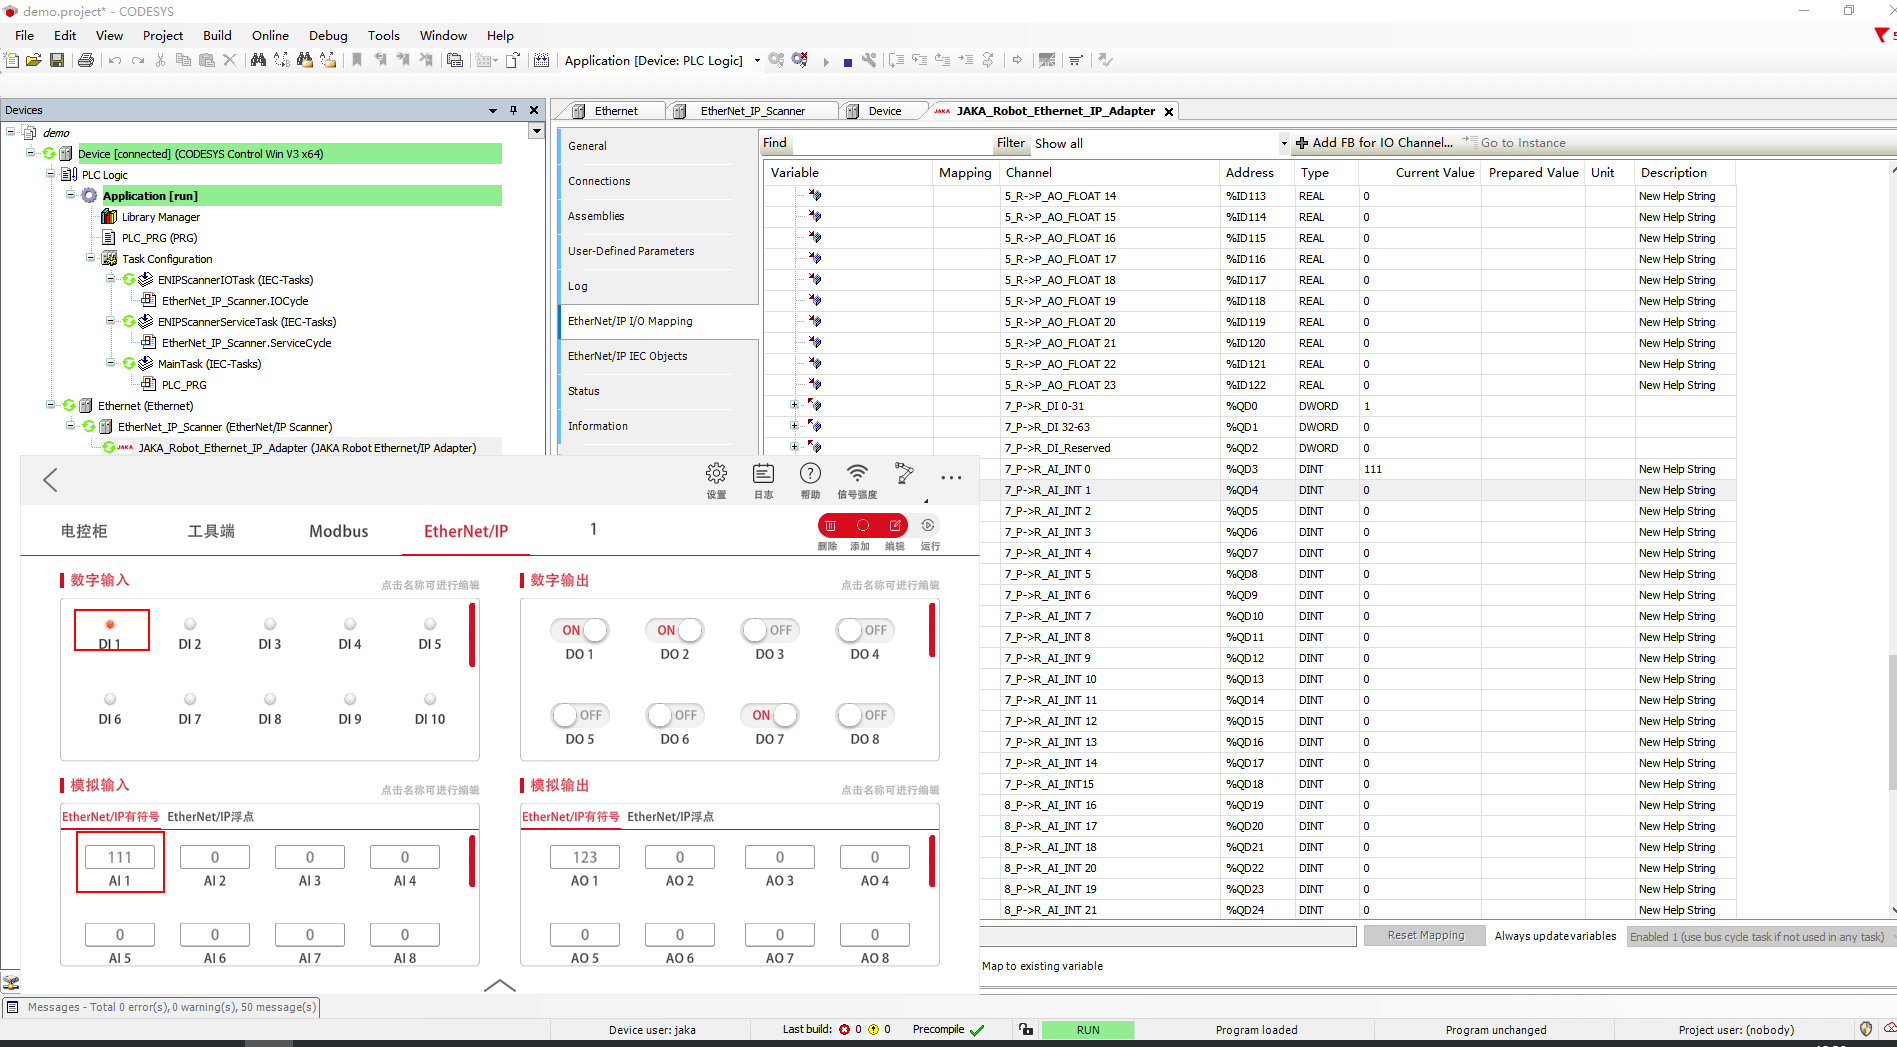 demo.project* - CODESYS
File Edit View Project Build Online Debug Tools Window Help
Application [Device: PLC Logic]
Devices
demo
Device [connected] (CODESYS Control Win V3 x64)
PLC Logic
Application [run]
Library Manager
PLC_PRG (PRG)
Task Configuration
ENIPScannerIOTask (IEC-Tasks)
EtherNet_IP_Scanner.IOCycle
ENIPScannerServiceTask (IEC-Tasks)
EtherNet_IP_Scanner.ServiceCycle
MainTask (IEC-Tasks)
PLC_PRG
Ethernet (Ethernet)
EtherNet_IP_Scanner (EtherNet/IP Scanner)
JAKA JAKA_Robot_Ethernet_IP_Adapter (JAKA Robot Ethernet/IP Adapter)
Ethernet EtherNet_IP_Scanner Device JAKA JAKA_Robot_Ethernet_IP_Adapter
General
Connections
Assemblies
User-Defined Parameters
Log
EtherNet/IP I/O Mapping
EtherNet/IP IEC Objects
Status
Information
Find Filter Show all Add FB for IO Channel... Go to Instance
Variable Mapping Channel Address Type Current Value Prepared Value Unit Description
5_R->P_AO_FLOAT 14 %ID113 REAL 0 New Help String
5_R->P_AO_FLOAT 15 %ID114 REAL 0 New Help String
5_R->P_AO_FLOAT 16 %ID115 REAL 0 New Help String
5_R->P_AO_FLOAT 17 %ID116 REAL 0 New Help String
5_R->P_AO_FLOAT 18 %ID117 REAL 0 New Help String
5_R->P_AO_FLOAT 19 %ID118 REAL 0 New Help String
5_R->P_AO_FLOAT 20 %ID119 REAL 0 New Help String
5_R->P_AO_FLOAT 21 %ID120 REAL 0 New Help String
5_R->P_AO_FLOAT 22 %ID121 REAL 0 New Help String
5_R->P_AO_FLOAT 23 %ID122 REAL 0 New Help String
7_P->R_DI 0-31 %QD0 DWORD 1
7_P->R_DI 32-63 %QD1 DWORD 0
7_P->R_DI_Reserved %QD2 DWORD 0
7_P->R_AI_INT 0 %QD3 DINT 111 New Help String
7_P->R_AI_INT 1 %QD4 DINT 0 New Help String
7_P->R_AI_INT 2 %QD5 DINT 0 New Help String
7_P->R_AI_INT 3 %QD6 DINT 0 New Help String
7_P->R_AI_INT 4 %QD7 DINT 0 New Help String
7_P->R_AI_INT 5 %QD8 DINT 0 New Help String
7_P->R_AI_INT 6 %QD9 DINT 0 New Help String
7_P->R_AI_INT 7 %QD10 DINT 0 New Help String
7_P->R_AI_INT 8 %QD11 DINT 0 New Help String
7_P->R_AI_INT 9 %QD12 DINT 0 New Help String
7_P->R_AI_INT 10 %QD13 DINT 0 New Help String
7_P->R_AI_INT 11 %QD14 DINT 0 New Help String
7_P->R_AI_INT 12 %QD15 DINT 0 New Help String
7_P->R_AI_INT 13 %QD16 DINT 0 New Help String
7_P->R_AI_INT 14 %QD17 DINT 0 New Help String
7_P->R_AI_INT15 %QD18 DINT 0 New Help String
8_P->R_AI_INT 16 %QD19 DINT 0 New Help String
8_P->R_AI_INT 17 %QD20 DINT 0 New Help String
8_P->R_AI_INT 18 %QD21 DINT 0 New Help String
8_P->R_AI_INT 20 %QD22 DINT 0 New Help String
8_P->R_AI_INT 19 %QD23 DINT 0 New Help String
8_P->R_AI_INT 21 %QD24 DINT 0 New Help String
Reset Mapping Always update variables Enabled 1 (use bus cycle task if not used in any task)
Map to existing variable
设置 日志 帮助 信号强度
电控柜 工具端 Modbus EtherNet/IP 1
删除 添加 编辑 运行
数字输入 点击名称可进行编辑
DI 1 DI 2 DI 3 DI 4 DI 5
DI 6 DI 7 DI 8 DI 9 DI 10
数字输出 点击名称可进行编辑
ON ON OFF OFF
DO 1 DO 2 DO 3 DO 4
OFF OFF ON OFF
DO 5 DO 6 DO 7 DO 8
模拟输入 点击名称可进行编辑
EtherNet/IP有符号 EtherNet/IP浮点
111 0 0 0
AI 1 AI 2 AI 3 AI 4
0 0 0 0
AI 5 AI 6 AI 7 AI 8
模拟输出 点击名称可进行编辑
EtherNet/IP有符号 EtherNet/IP浮点
123 0 0 0
AO 1 AO 2 AO 3 AO 4
0 0 0 0
AO 5 AO 6 AO 7 AO 8
Messages - Total 0 error(s), 0 warning(s), 50 message(s)
Device user: jaka Last build: 0 0 Precompile RUN Program loaded Program unchanged Project user: (nobody)